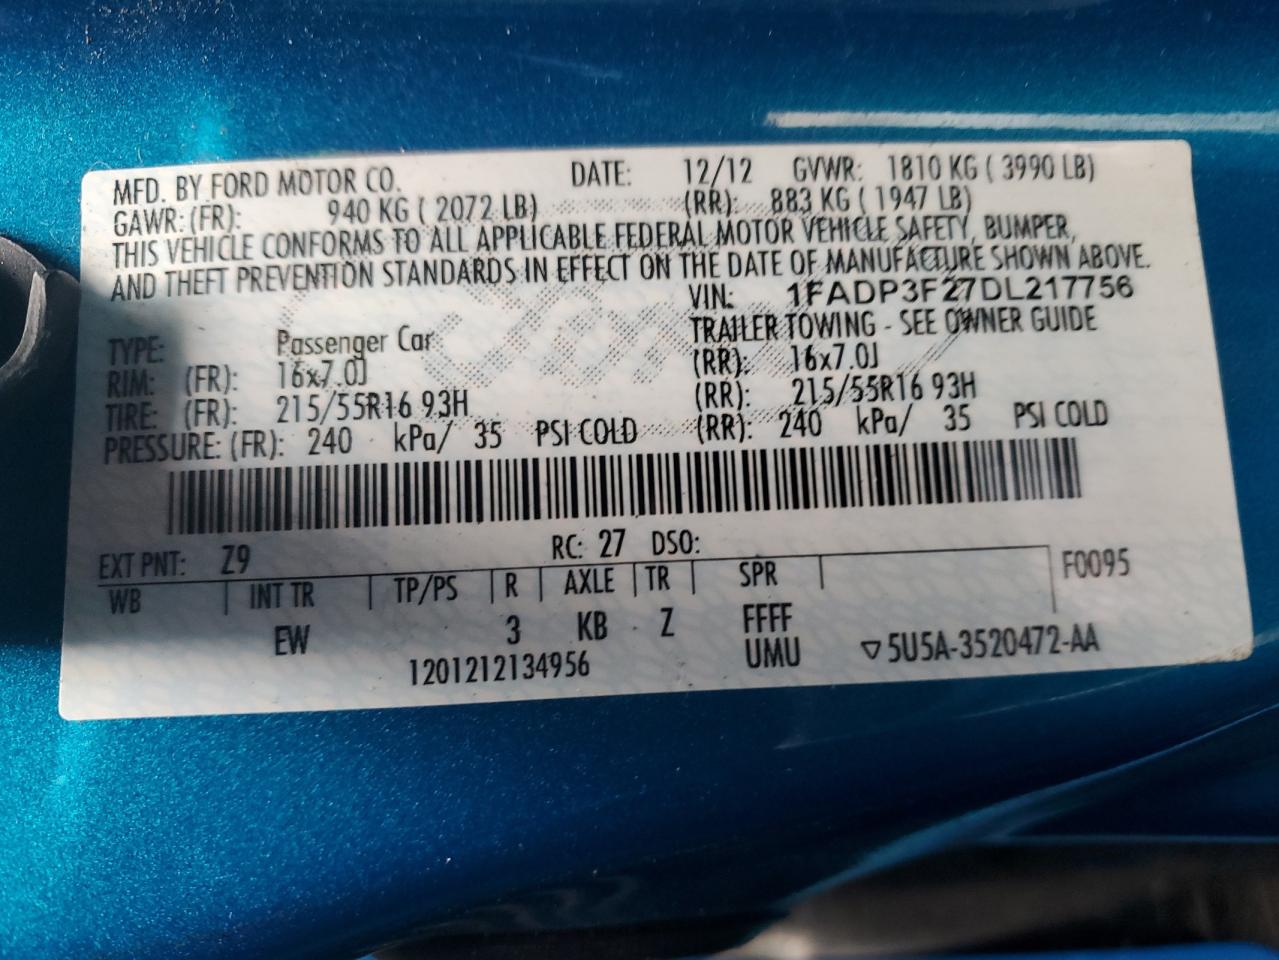 MFD. BY FORD MOTOR CO. DATE: 12/12 GVWR: 1810 KG ( 3990 LB)
GAWR: (FR): 940 KG ( 2072 LB) (RR): 883 KG ( 1947 LB)
THIS VEHICLE CONFORMS TO ALL APPLICABLE FEDERAL MOTOR VEHICLE SAFETY, BUMPER,
AND THEFT PREVENTION STANDARDS IN EFFECT ON THE DATE OF MANUFACTURE SHOWN ABOVE.
VIN: 1FADP3F27DL217756
TRAILER TOWING - SEE OWNER GUIDE
TYPE: Passenger Car
RIM: (FR): 16x7.0J (RR): 16x7.0J
TIRE: (FR): 215/55R16 93H (RR): 215/55R16 93H
PRESSURE: (FR): 240 kPa/ 35 PSI COLD (RR): 240 kPa/ 35 PSI COLD
EXT PNT: Z9 RC: 27 DSO:
WB INT TR TP/PS R AXLE TR SPR F0095
EW 3 KB Z FFFF
1201212134956 UMU ▽5U5A-3520472-AA